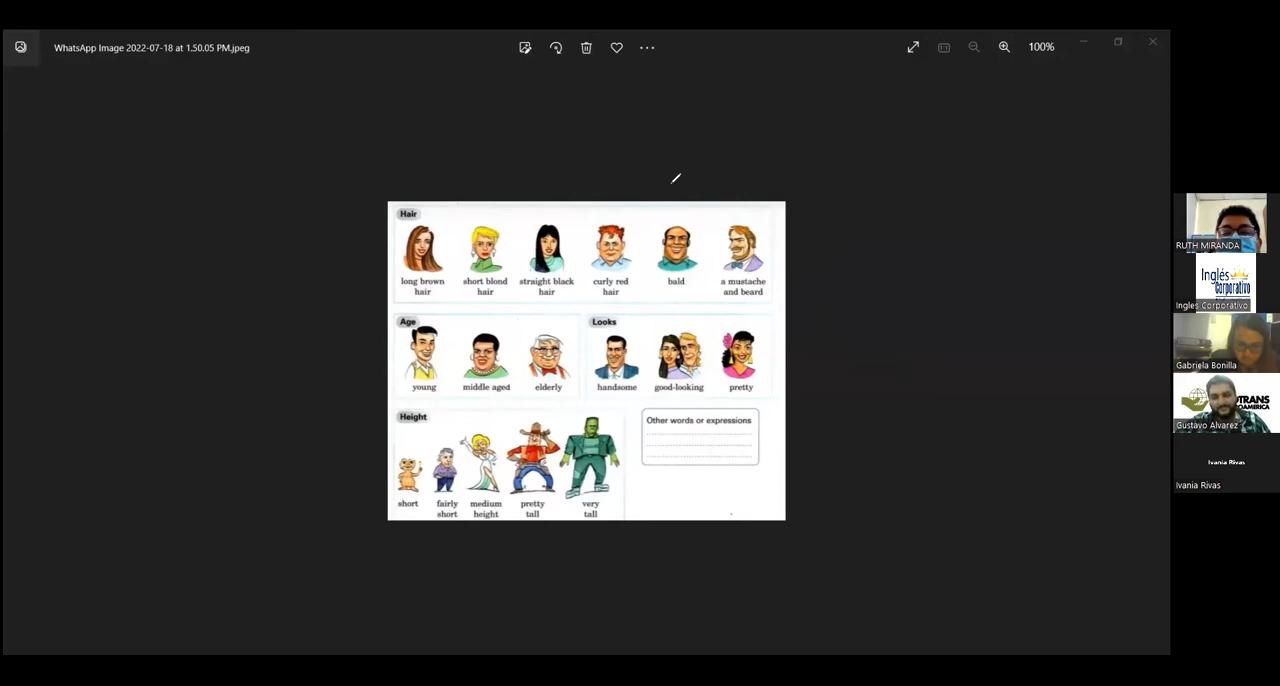 WhatsApp Image 2022-07-18 at 1.50.05 PM.jpeg
100%
Hair
long brown
hair
short blond
hair
straight black
hair
curly red
hair
bald
a mustache
and beard
Age
young
middle aged
elderly
Looks
handsome
good-looking
pretty
Height
short
fairly
short
medium
height
pretty
tall
very
tall
Other words or expressions
RUTH MIRANDA
Inglés
Corporativo
Ingles Corporativo
Gabriela Bonilla
TRANS
AMERICA
Gustavo Alvarez
Ivania Rivas
Ivania Rivas